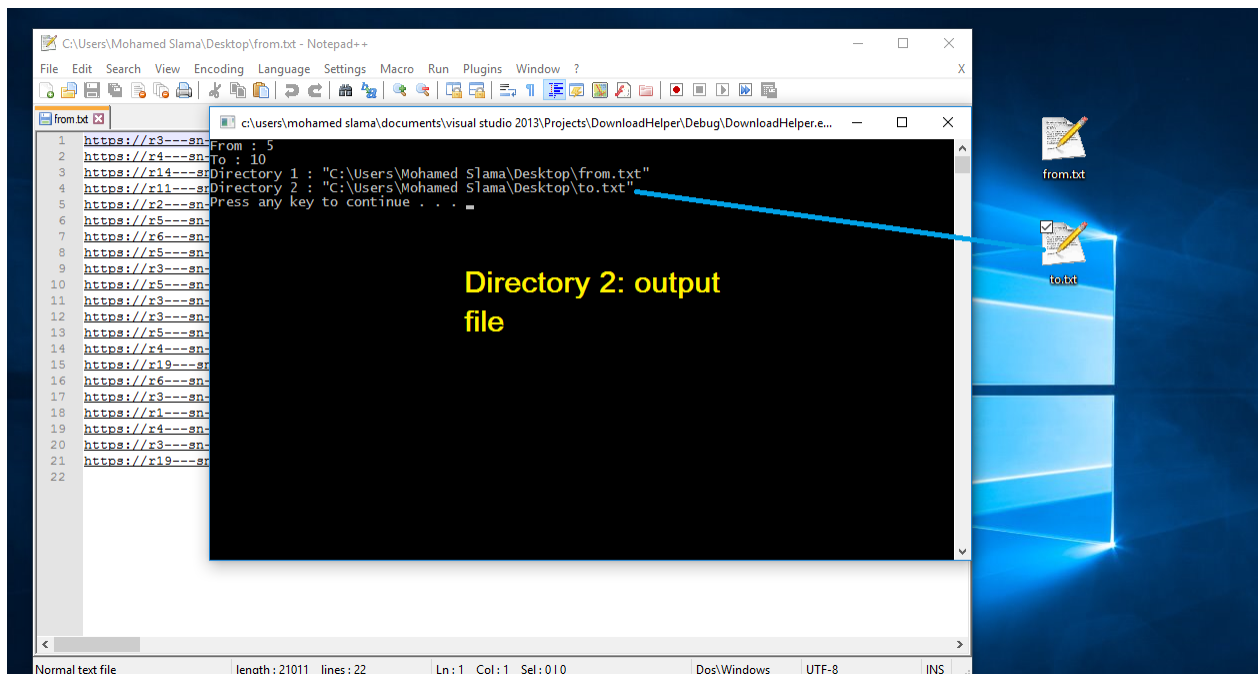 C:\Users\Mohamed Slama\Desktop\from.txt - Notepad++
File Edit Search View Encoding Language Settings Macro Run Plugins Window ? X
from.txt
c:\users\mohamed slama\documents\visual studio 2013\Projects\DownloadHelper\Debug\DownloadHelper.e...
1 https://r3---sn-
2 https://r4---sn-
3 https://r14---sn
4 https://r11---sn
5 https://r2---sn-
6 https://r5---sn-
7 https://r6---sn-
8 https://r5---sn-
9 https://r3---sn-
10 https://r5---sn-
11 https://r3---sn-
12 https://r3---sn-
13 https://r5---sn-
14 https://r4---sn-
15 https://r19---sn
16 https://r6---sn-
17 https://r3---sn-
18 https://r1---sn-
19 https://r4---sn-
20 https://r3---sn-
21 https://r19---sn
22
From : 5
To : 10
Directory 1 : "C:\Users\Mohamed Slama\Desktop\from.txt"
Directory 2 : "C:\Users\Mohamed Slama\Desktop\to.txt"
Press any key to continue . . .
Directory 2: output
file
from.txt
to.txt
Normal text file length : 21011 lines : 22 Ln : 1 Col : 1 Sel : 0 | 0 Dos\Windows UTF-8 INS